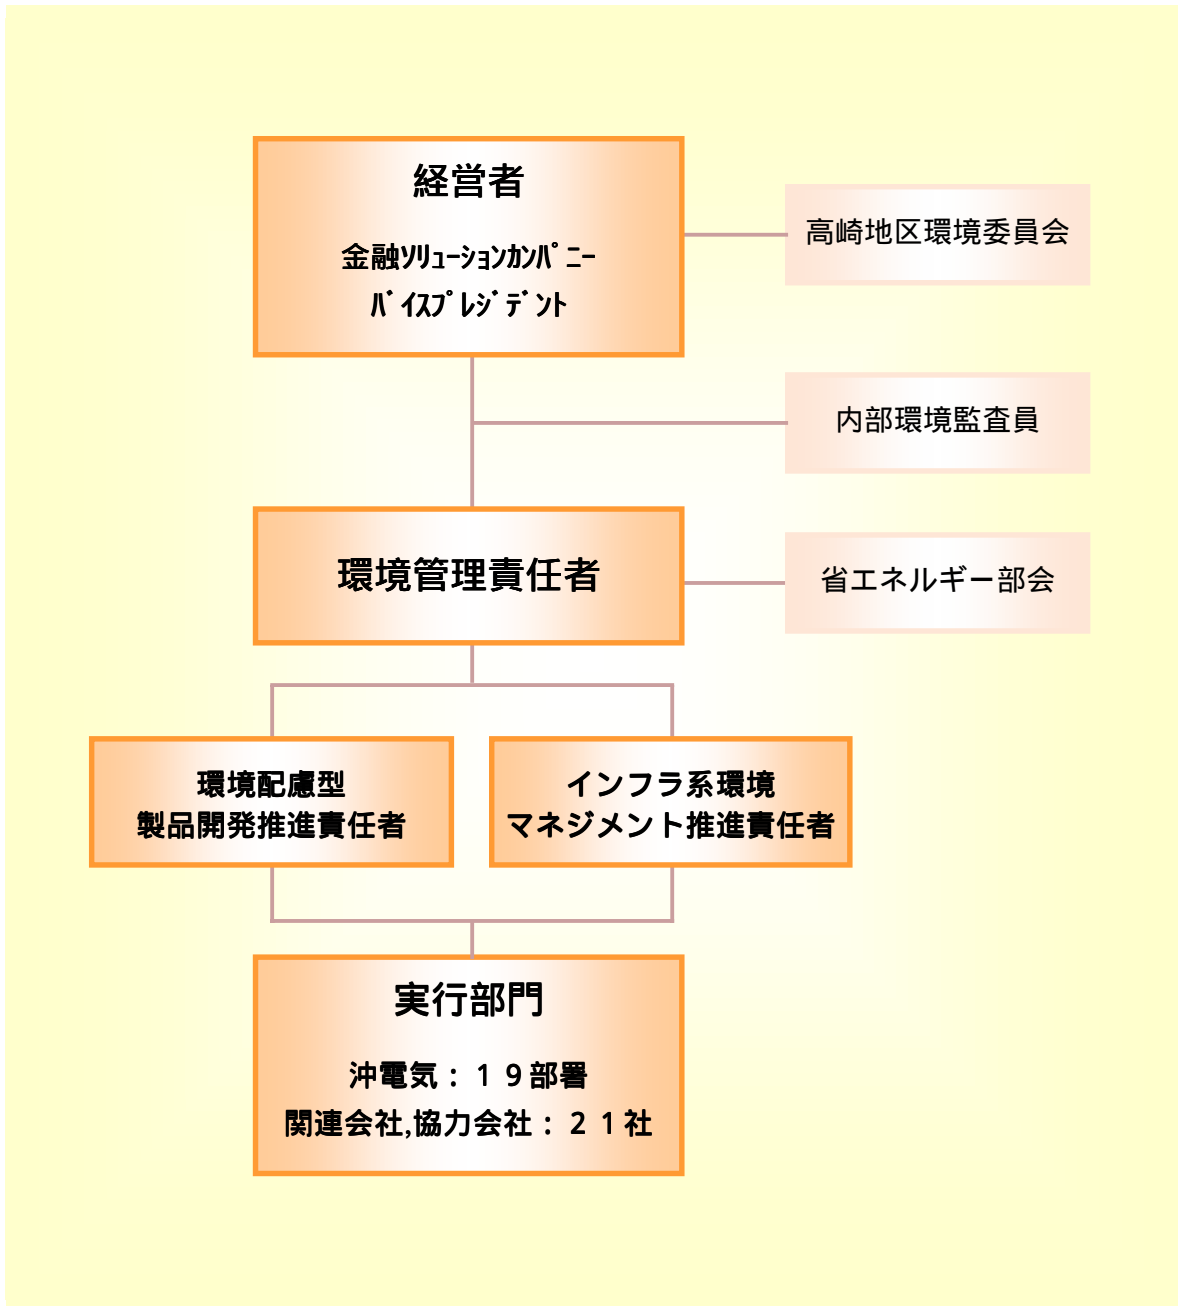 経営者
金融ｿﾘｭｰｼｮﾝｶﾝﾊﾟﾆｰ
ﾊﾞｲｽﾌﾟﾚｼﾞﾃﾞﾝﾄ
高崎地区環境委員会
内部環境監査員
環境管理責任者
省エネルギー部会
環境配慮型
製品開発推進責任者
インフラ系環境
マネジメント推進責任者
実行部門
沖電気：１９部署
関連会社,協力会社：２１社